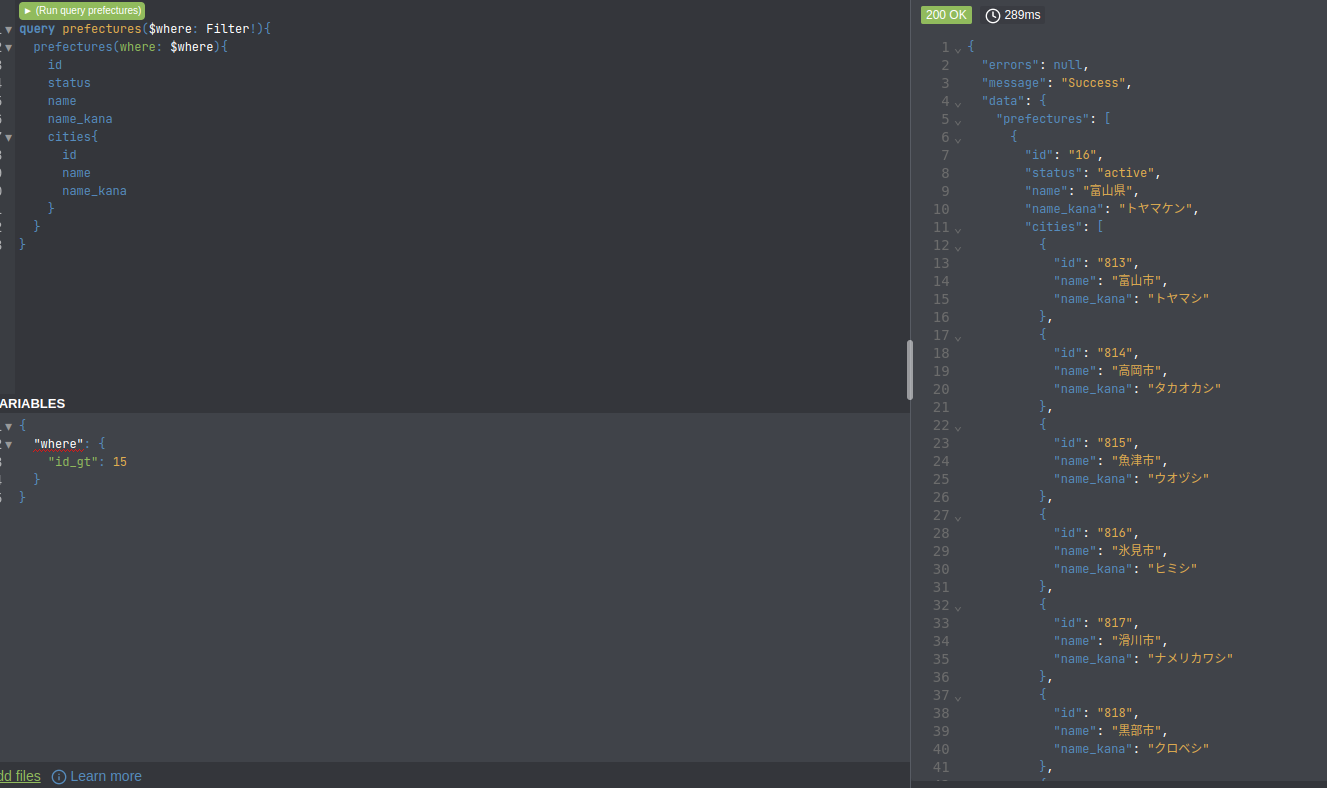 ▶ (Run query prefectures)
query prefectures($where: Filter!){
prefectures(where: $where){
id
status
name
name_kana
cities{
id
name
name_kana
}
}
}
ARIABLES
{
"where": {
"id_gt": 15
}
}
dd files Learn more
200 OK 289ms
1 {
2 "errors": null,
3 "message": "Success",
4 "data": {
5 "prefectures": [
6 {
7 "id": "16",
8 "status": "active",
9 "name": "富山県",
10 "name_kana": "トヤマケン",
11 "cities": [
12 {
13 "id": "813",
14 "name": "富山市",
15 "name_kana": "トヤマシ"
16 },
17 {
18 "id": "814",
19 "name": "高岡市",
20 "name_kana": "タカオカシ"
21 },
22 {
23 "id": "815",
24 "name": "魚津市",
25 "name_kana": "ウオヅシ"
26 },
27 {
28 "id": "816",
29 "name": "氷見市",
30 "name_kana": "ヒミシ"
31 },
32 {
33 "id": "817",
34 "name": "滑川市",
35 "name_kana": "ナメリカワシ"
36 },
37 {
38 "id": "818",
39 "name": "黒部市",
40 "name_kana": "クロベシ"
41 },